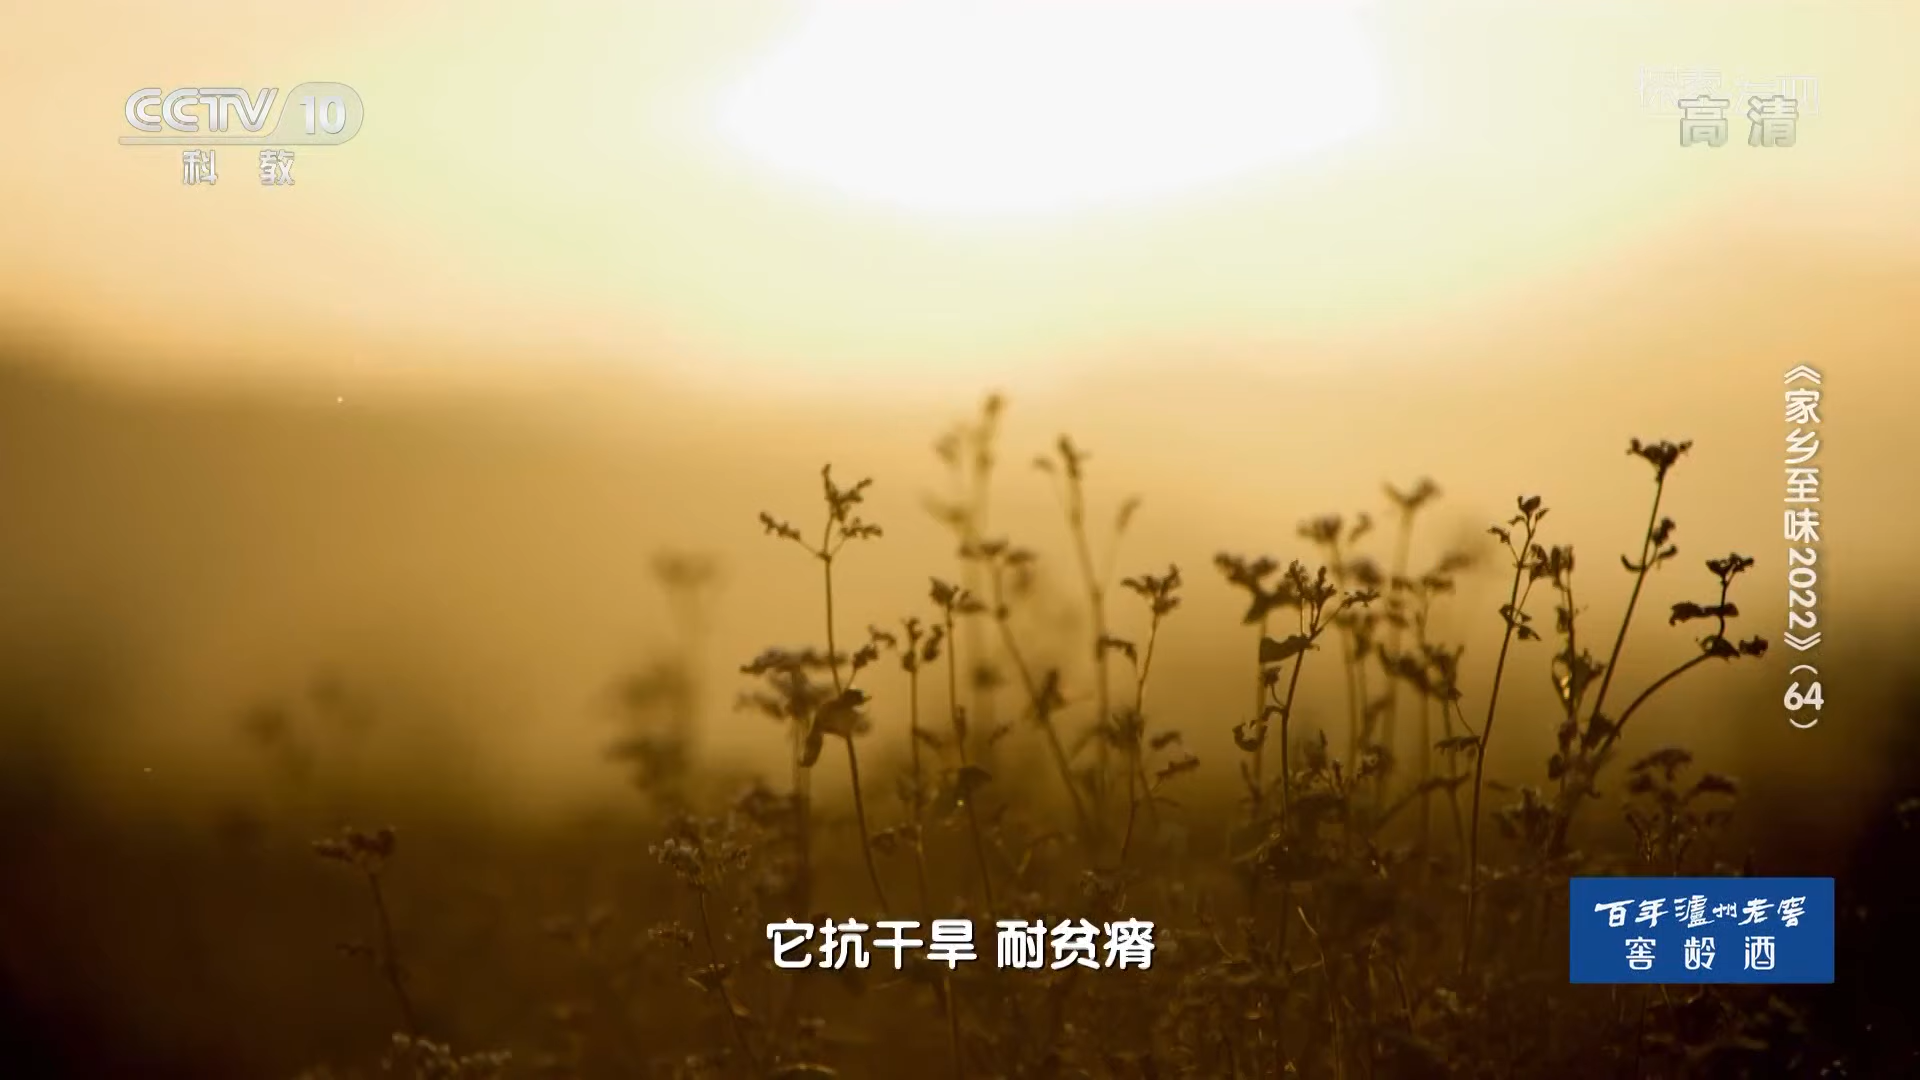 CCTV 10
科教
高清
《家乡至味2022》（64）
它抗干旱 耐贫瘠
百年泸州老窖
窖龄酒